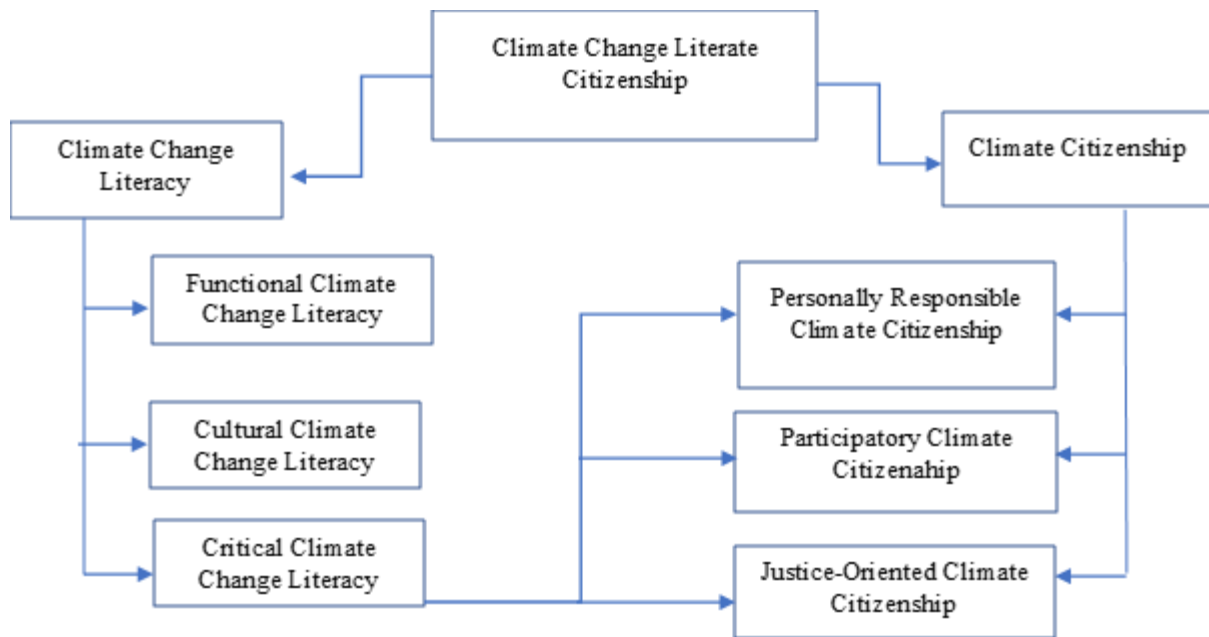 Climate Change Literate
Citizenship
Climate Change
Literacy
Climate Citizenship
Functional Climate
Change Literacy
Personally Responsible
Climate Citizenship
Cultural Climate
Change Literacy
Participatory Climate
Citizenahip
Critical Climate
Change Literacy
Justice-Oriented Climate
Citizenship